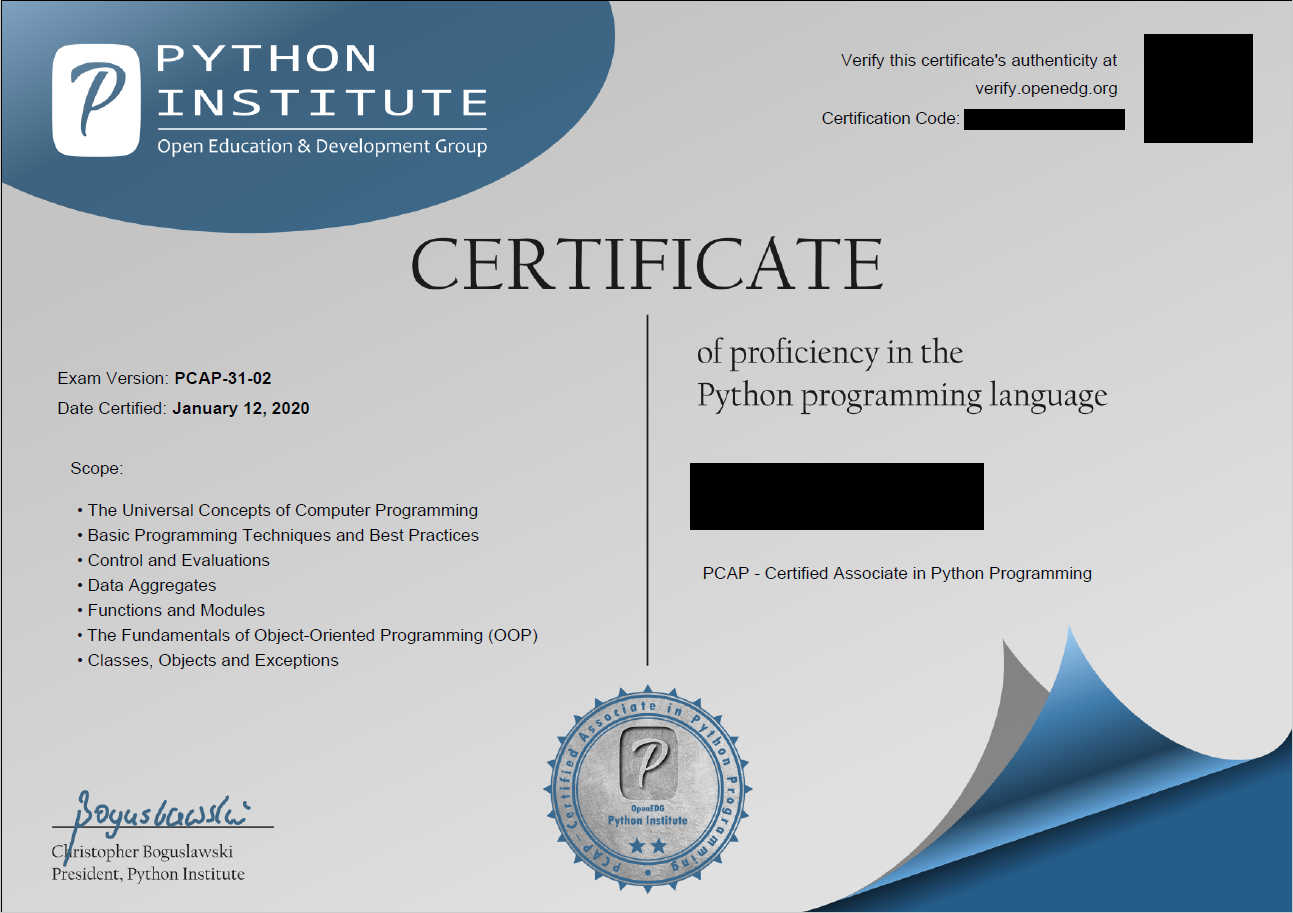 PYTHON
INSTITUTE
Open Education & Development Group
Verify this certificate's authenticity at
verify.openedg.org
Certification Code:
CERTIFICATE
of proficiency in the
Python programming language
Exam Version: PCAP-31-02
Date Certified: January 12, 2020
Scope:
• The Universal Concepts of Computer Programming
• Basic Programming Techniques and Best Practices
• Control and Evaluations
• Data Aggregates
• Functions and Modules
• The Fundamentals of Object-Oriented Programming (OOP)
• Classes, Objects and Exceptions
PCAP - Certified Associate in Python Programming
PCAP-Certified Associate in Python Programming
P
OpenEDG
Python Institute
Boguslawski
Christopher Boguslawski
President, Python Institute